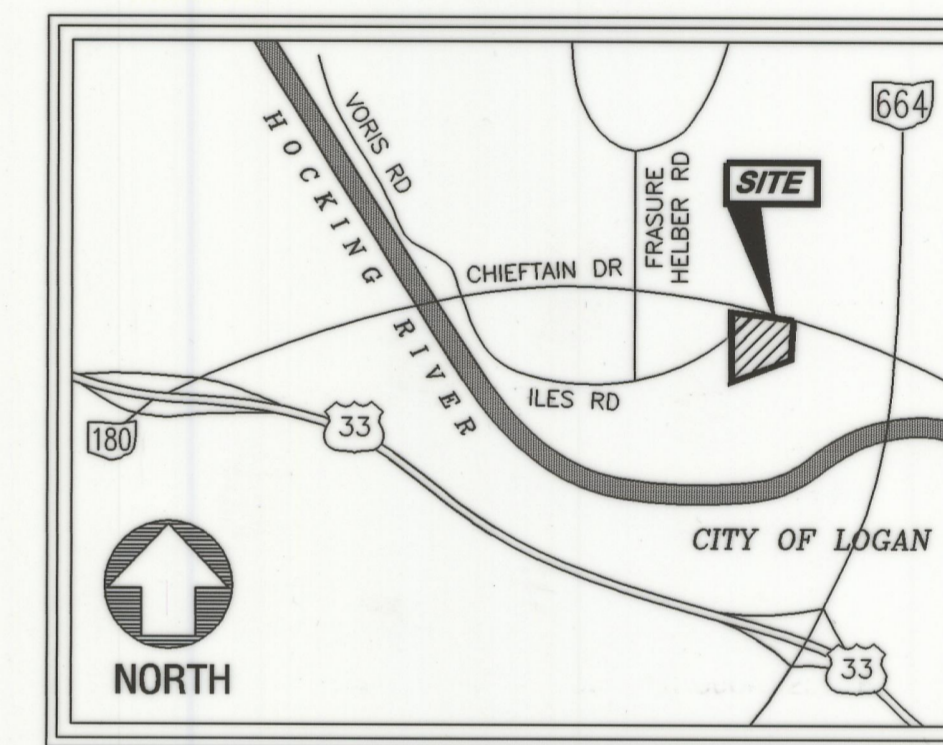 664
VORIS RD
HOCKING RIVER
FRASURE
HELBER RD
SITE
CHIEFTAIN DR
ILES RD
33
180
CITY OF LOGAN
33
NORTH